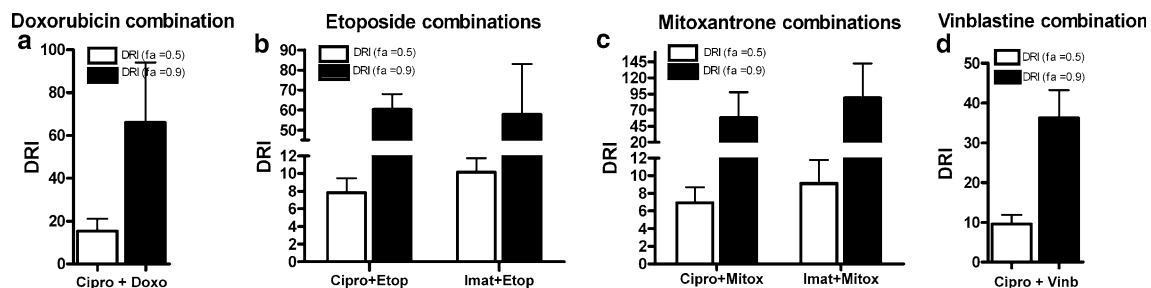 Doxorubicin combination
a
DRI (fa =0.5)
DRI (fa =0.9)
100
80
60
40
20
0
DRI
Cipro + Doxo
Etoposide combinations
b
DRI (fa =0.5)
DRI (fa =0.9)
90
80
70
60
50
12
10
8
6
4
2
0
DRI
Cipro+Etop Imat+Etop
Mitoxantrone combinations
c
DRI (fa =0.5)
DRI (fa =0.9)
145
120
95
70
45
20
12
10
8
6
4
2
0
DRI
Cipro+Mitox Imat+Mitox
Vinblastine combination
d
DRI (fa =0.5)
DRI (fa =0.9)
50
40
30
20
10
0
DRI
Cipro + Vinb